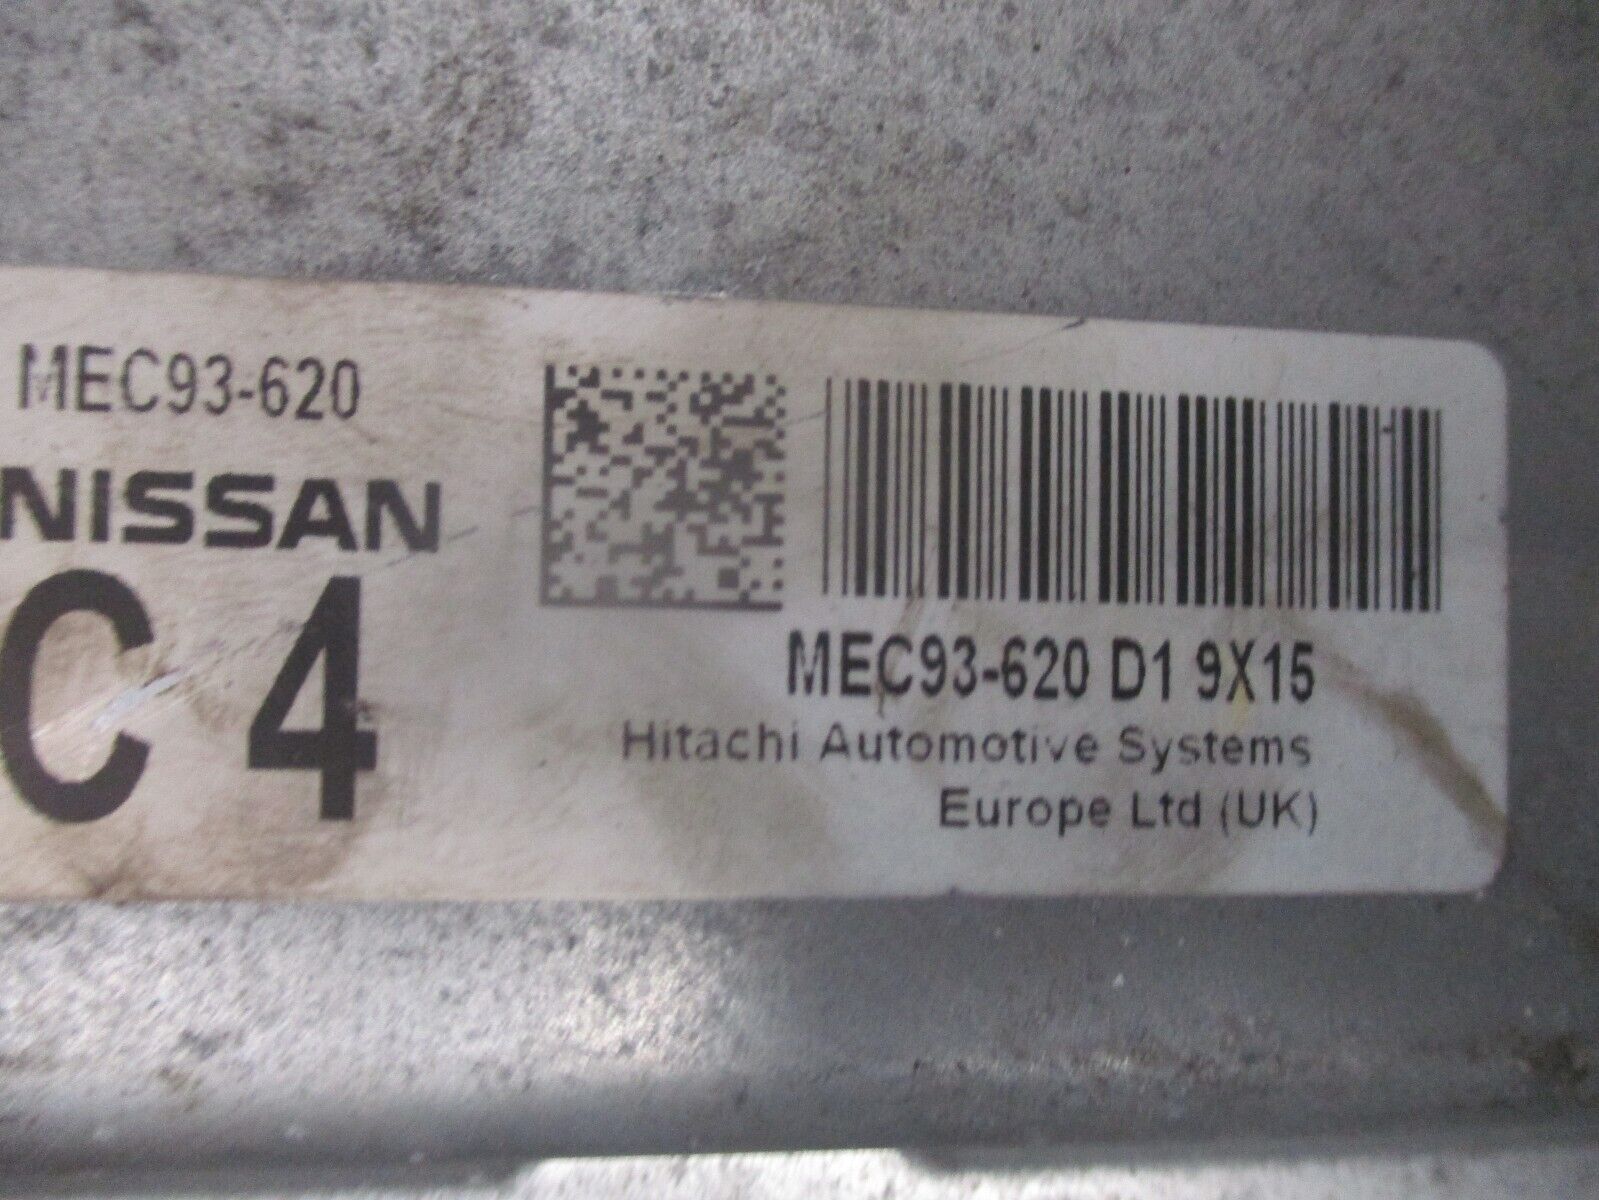 MEC93-620
NISSAN
C 4
MEC93-620 D1 9X15
Hitachi Automotive Systems
Europe Ltd (UK)